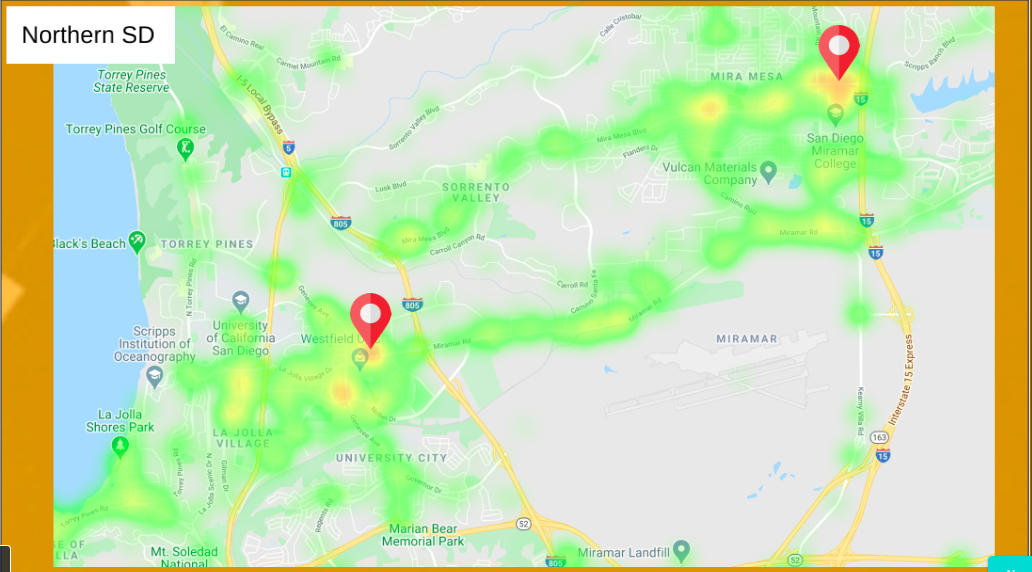 Northern SD
El Camino Real
Calle Cristobal
Carmel Mountain Rd
Scripps Ranch Blvd
Torrey Pines
State Reserve
I-5 Local Bypass
MIRA MESA
15
Torrey Pines Golf Course
Sorrento Valley Blvd
Mira Mesa Blvd
Flanders Dr
San Diego
Miramar
College
5
Vulcan Materials
Company
Lusk Blvd
SORRENTO
VALLEY
Camino Ruiz
805
15
Mira Mesa Blvd
Carroll Canyon Rd
Miramar Rd
Black's Beach
TORREY PINES
15
N Torrey Pines Rd
Genesee Ave
Carroll Rd
Camino Santa Fe
805
Miramar Rd
University
of California
San Diego
Scripps
Institution of
Oceanography
Westfield
Miramar Rd
MIRAMAR
La Jolla Village Dr
Interstate 15 Express
Nobel Dr
La Jolla
Shores Park
Genesee Ave
Kearny Villa Rd
LA JOLLA
VILLAGE
163
15
UNIVERSITY CITY
Torrey Pines Rd
La Jolla Scenic Dr N
Gilman Dr
Governor Dr
Regents Rd
Torrey Pines Rd
52
Marian Bear
Memorial Park
Mt. Soledad
National
805
Miramar Landfill
52